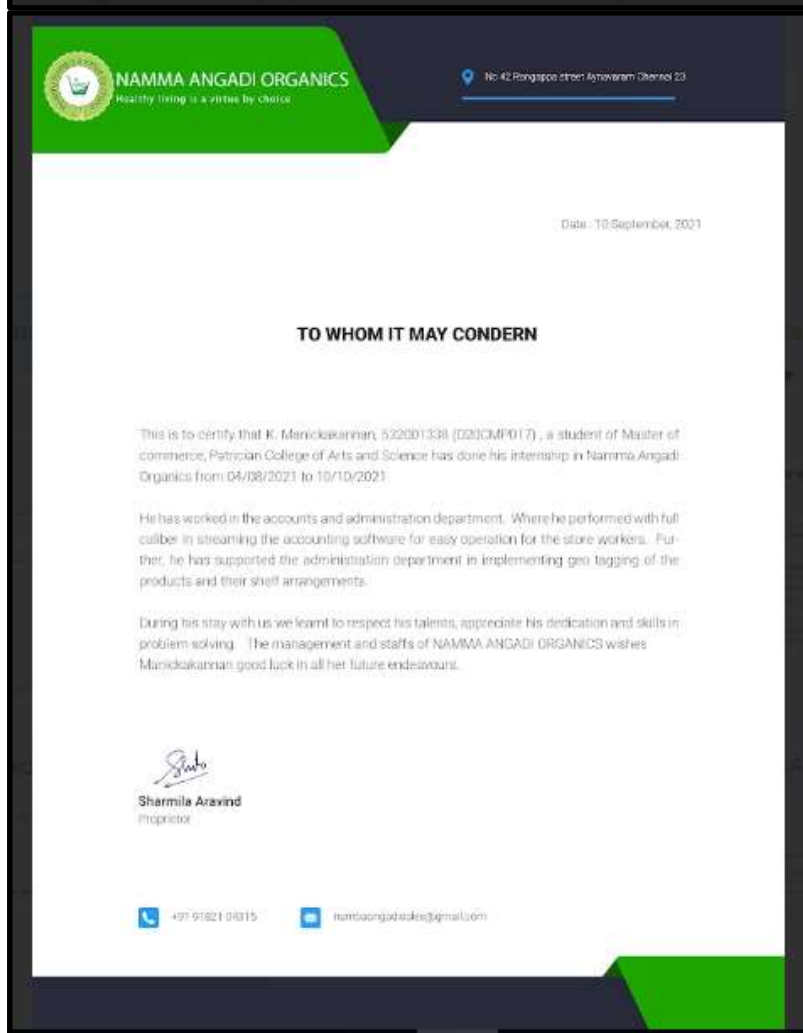 NAMMA ANGADI ORGANICS
Healthy living is a virtue by choice
No 42 Rengappa street Aynavaram Chennai 23
Date : 10 September, 2021
TO WHOM IT MAY CONDERN
This is to certify that K. Manickakannan, 532001338 (D20CMP017) , a student of Master of
commerce, Patrician College of Arts and Science has done his internship in Namma Angadi
Organics from 04/08/2021 to 10/10/2021
He has worked in the accounts and administration department. Where he performed with full
caliber in streaming the accounting software for easy operation for the store workers. Fur-
ther, he has supported the administration department in implementing geo tagging of the
products and their shelf arrangements.
During his stay with us we learnt to respect his talents, appreciate his dedication and skills in
problem solving. The management and staffs of NAMMA ANGADI ORGANICS wishes
Manickakannan good luck in all her future endeavours.
Sharmila Aravind
Proprietor
+91 91821 04315